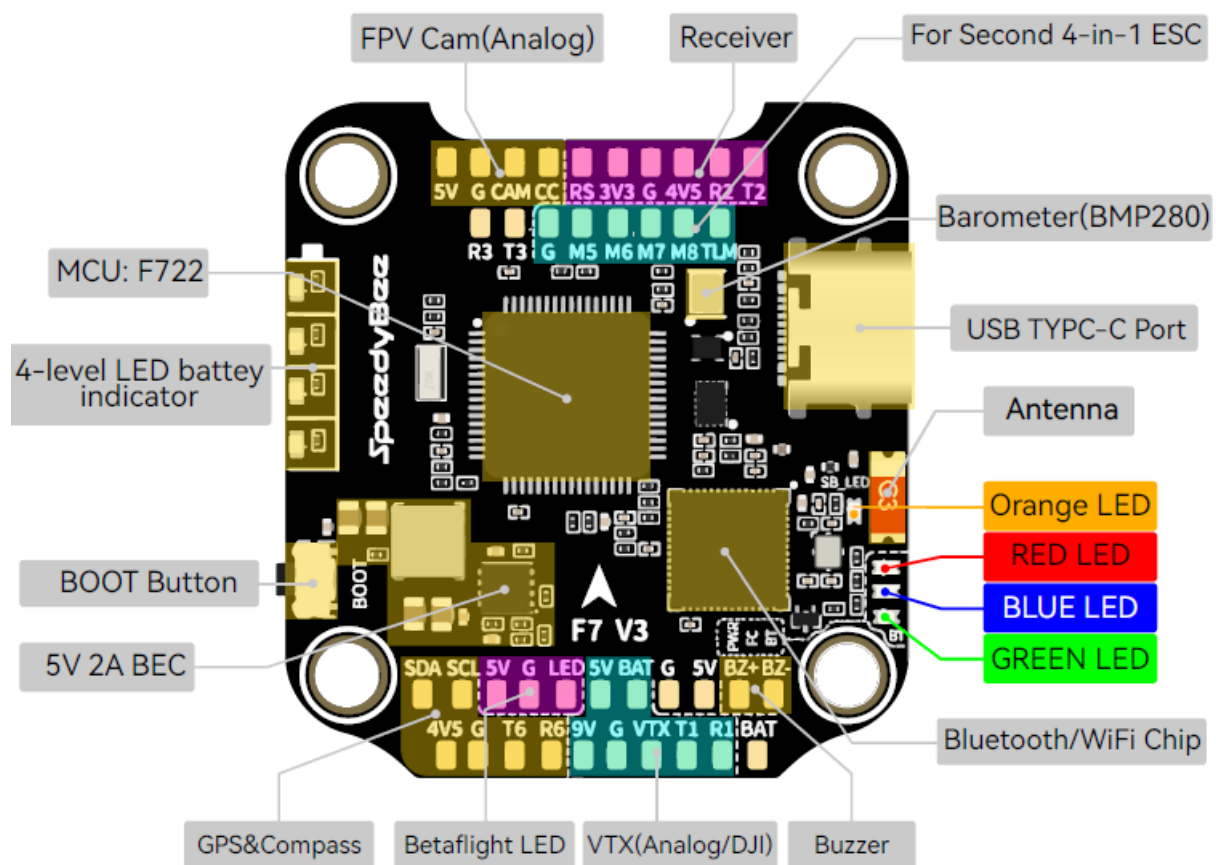 FPV Cam(Analog)
Receiver
For Second 4-in-1 ESC
5V G CAM CC RS 3V3 G 4V5 R2 T2
R3 T3 G M5 M6 M7 M8 TLM
Barometer(BMP280)
MCU: F722
USB TYPC-C Port
4-level LED battey
indicator
SpeedyBee
Antenna
SB_LED
Orange LED
RED LED
BLUE LED
GREEN LED
BOOT Button
BOOT
F7 V3
PWR
FC
BT
5V 2A BEC
SDA SCL 5V G LED 5V BAT G 5V BZ+ BZ-
4V5 G T6 R6 9V G VTX T1 R1 BAT
Bluetooth/WiFi Chip
GPS&Compass
Betaflight LED
VTX(Analog/DJI)
Buzzer